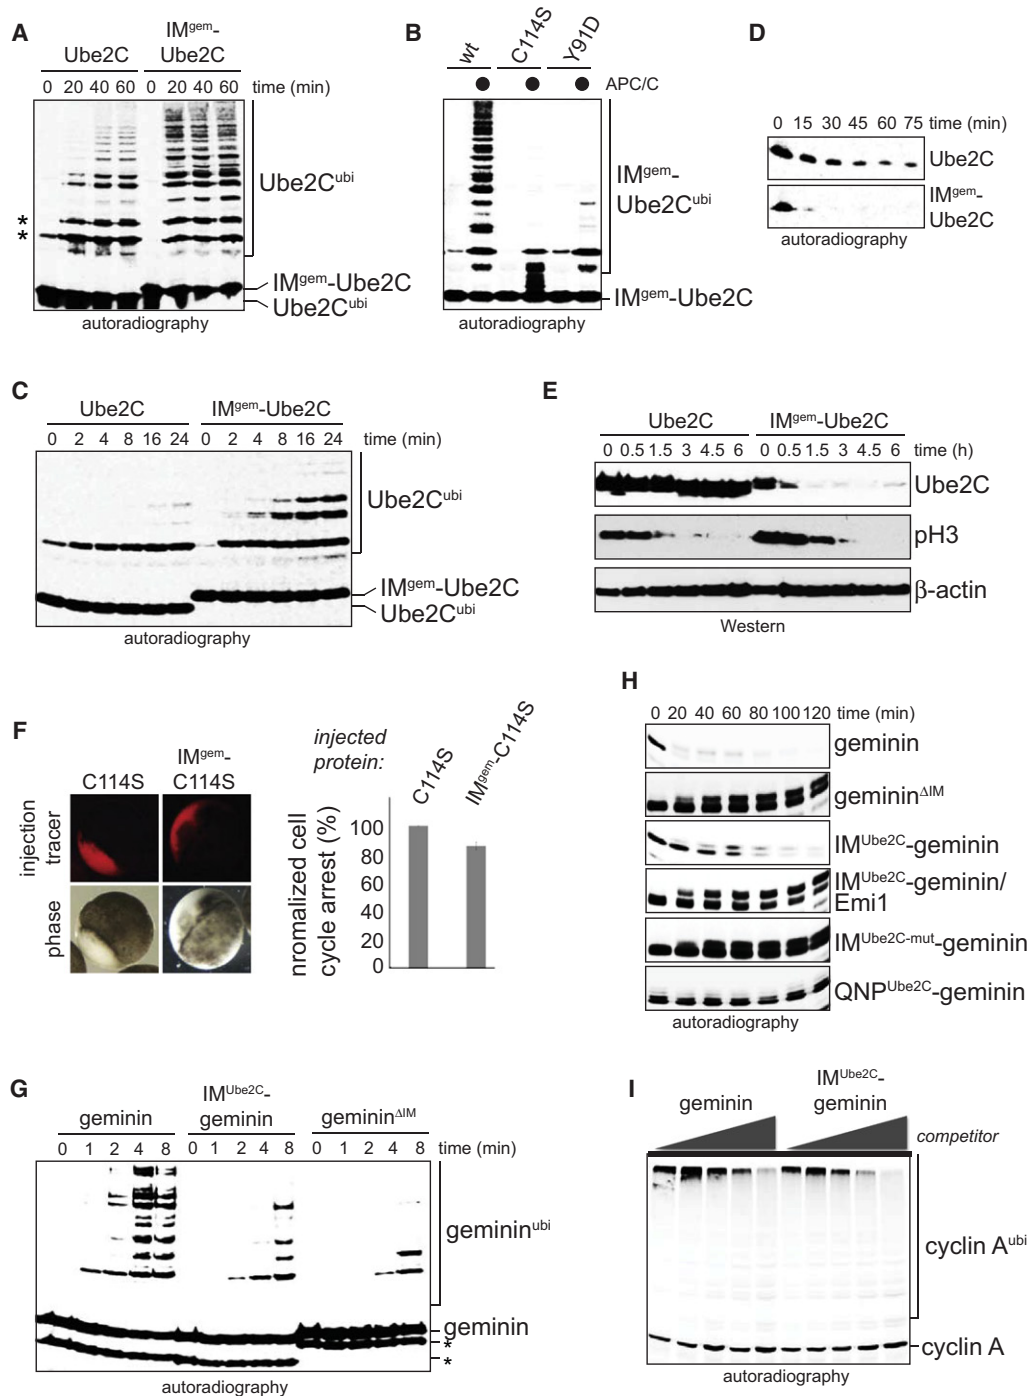 A
Ube2C
IMgem-
Ube2C
0 20 40 60 0 20 40 60 time (min)
Ube2Cubi
*
*
IMgem-Ube2C
Ube2Cubi
autoradiography
B
wt
C114S
Y91D
APC/C
IMgem-
Ube2Cubi
IMgem-Ube2C
autoradiography
D
0 15 30 45 60 75 time (min)
Ube2C
IMgem-
Ube2C
autoradiography
C
Ube2C IMgem-Ube2C
0 2 4 8 16 24 0 2 4 8 16 24 time (min)
Ube2Cubi
IMgem-Ube2C
Ube2Cubi
autoradiography
E
Ube2C IMgem-Ube2C
0 0.5 1.5 3 4.5 6 0 0.5 1.5 3 4.5 6 time (h)
Ube2C
pH3
β-actin
Western
F
C114S
IMgem-
C114S
injection
tracer
phase
injected
protein:
C114S
IMgem-C114S
nromalized cell
cycle arrest (%)
100
80
60
40
20
0
H
0 20 40 60 80 100 120 time (min)
geminin
gemininΔIM
IMUbe2C-geminin
IMUbe2C-geminin/
Emi1
IMUbe2C-mut-geminin
QNPUbe2C-geminin
autoradiography
G
geminin
IMUbe2C-
geminin
gemininΔIM
0 1 2 4 8 0 1 2 4 8 0 1 2 4 8 time (min)
gemininubi
geminin
*
*
autoradiography
I
geminin
IMUbe2C-
geminin
competitor
cyclin Aubi
cyclin A
autoradiography